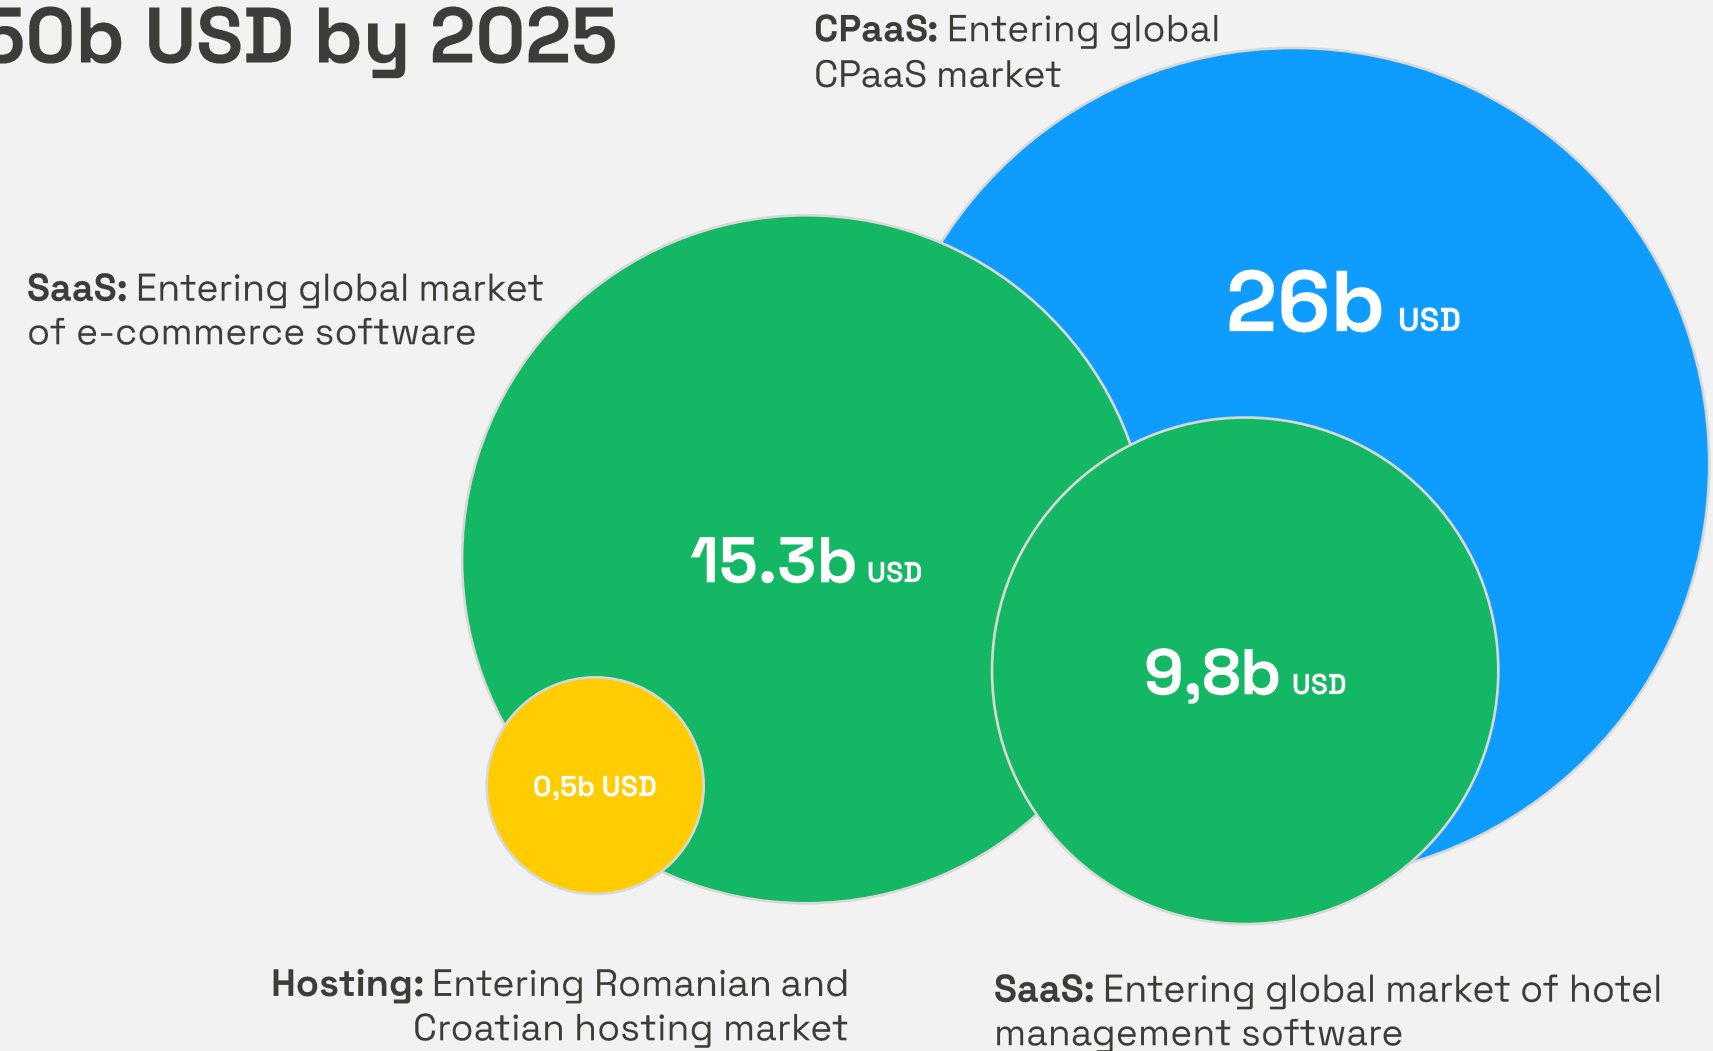 50b USD by 2025
CPaaS: Entering global
CPaaS market
26b USD
SaaS: Entering global market
of e-commerce software
15.3b USD
9,8b USD
0,5b USD
Hosting: Entering Romanian and
Croatian hosting market
SaaS: Entering global market of hotel
management software